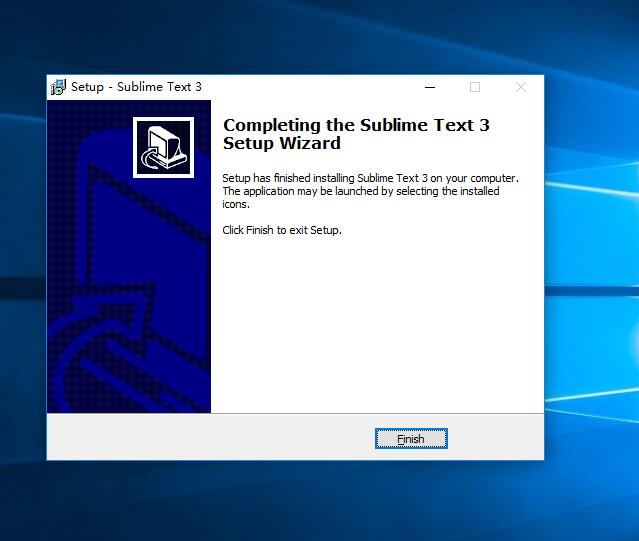 Setup - Sublime Text 3
Completing the Sublime Text 3
Setup Wizard
Setup has finished installing Sublime Text 3 on your computer.
The application may be launched by selecting the installed
icons.
Click Finish to exit Setup.
Finish